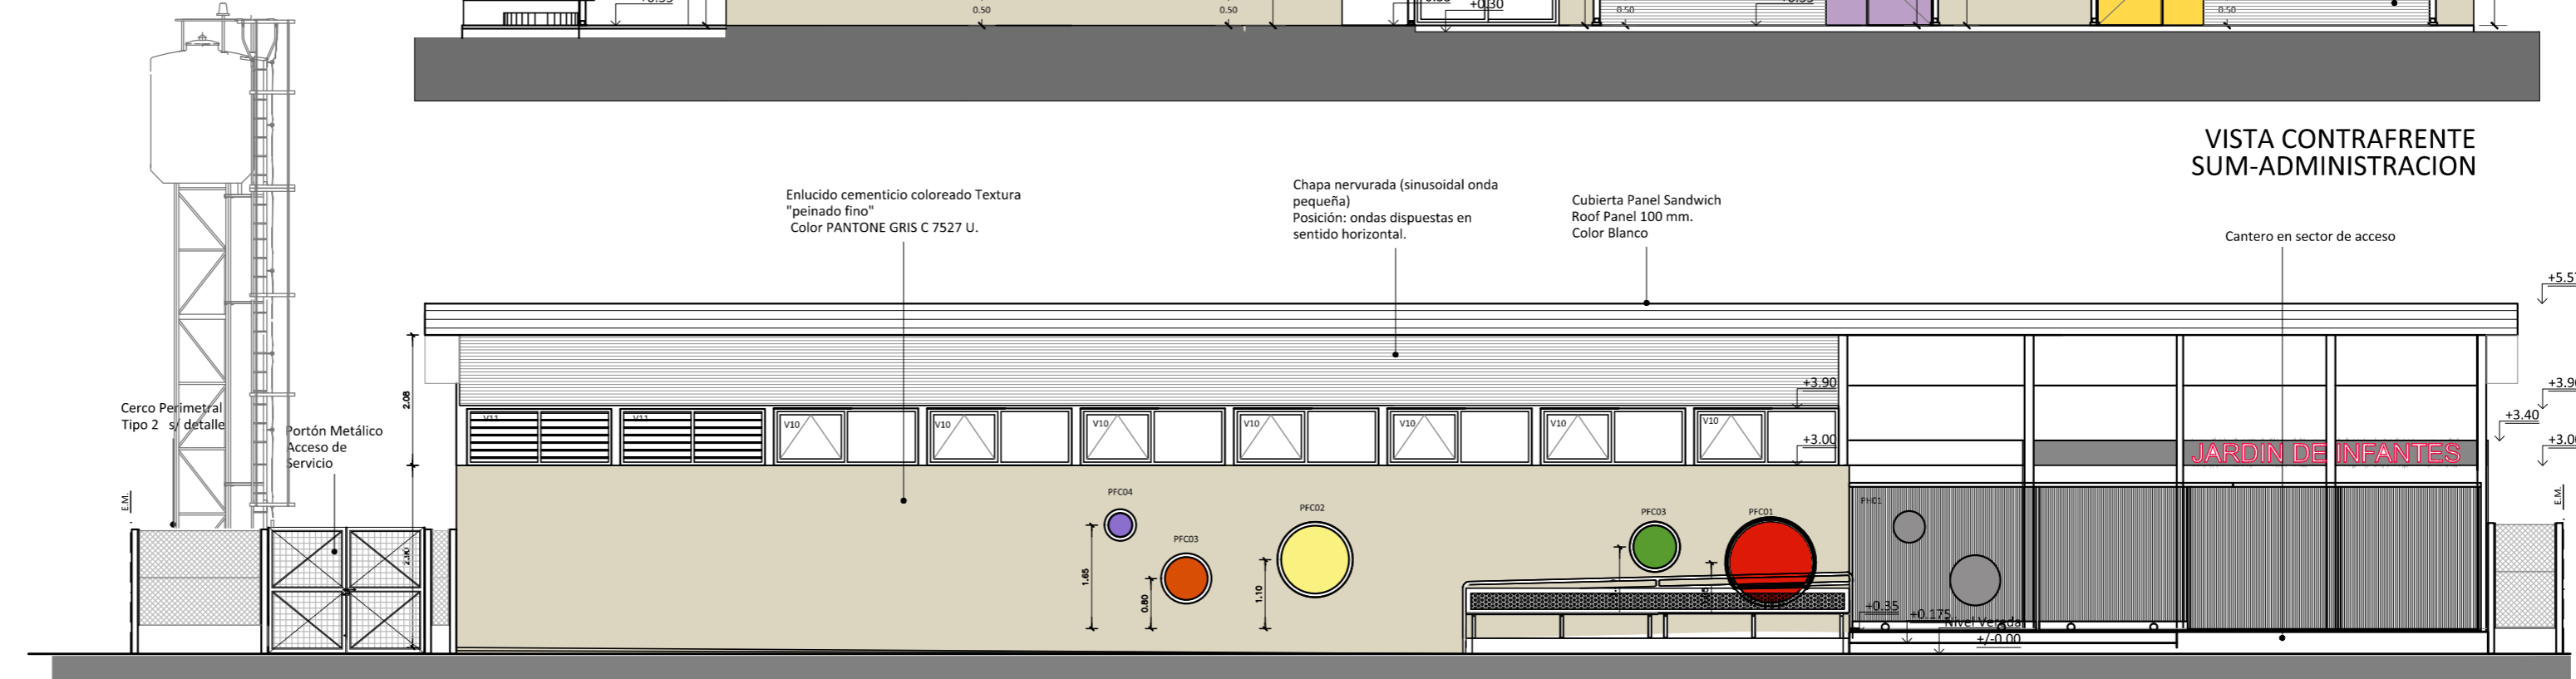 +0.35
0.50
0.50
+0.30
0.50
0.50
VISTA CONTRAFRENTE
SUM-ADMINISTRACION
Enlucido cementicio coloreado Textura
"peinado fino"
Color PANTONE GRIS C 7527 U.
Chapa nervurada (sinusoidal onda
pequeña)
Posición: ondas dispuestas en
sentido horizontal.
Cubierta Panel Sandwich
Roof Panel 100 mm.
Color Blanco
Cantero en sector de acceso
2.08
+3.90
+3.40
+3.00
Cerco Perimetral
Tipo 2 s/ detalle
Portón Metálico
Acceso de
Servicio
V11
V11
V10
V10
V10
V10
V10
V10
V10
JARDIN DE INFANTES
E.M.
E.M.
PFC04
PFC03
PFC02
PFC03
PFC01
PH01
1.65
0.80
1.10
+0.35
+0.175
Nivel Vereda
+/-0.00